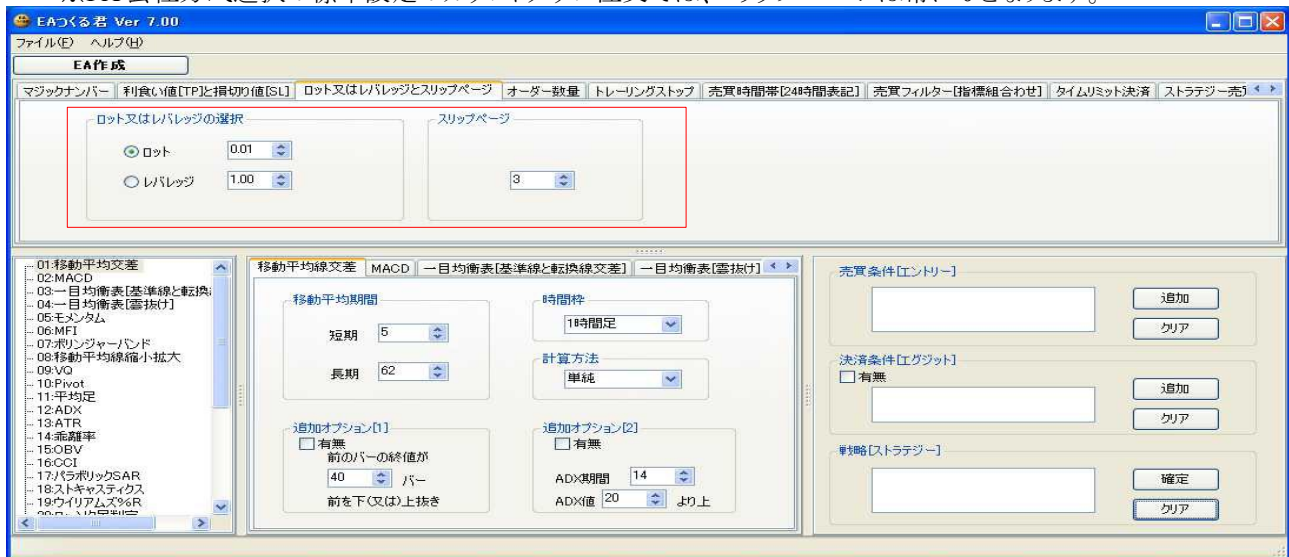 EAつくる君 Ver 7.00
ファイル(F) ヘルプ(H)
EA作成
マジックナンバー 利食い値[TP]と損切り値[SL] ロット又はレバレッジとスリップページ オーダー数量 トレーリングストップ 売買時間帯[24時間表記] 売買フィルター[指標組合わせ] タイムリミット決済 ストラテジー売
ロット又はレバレッジの選択
ロット 0.01
レバレッジ 1.00
スリップページ
3
01:移動平均交差
02:MACD
03:一目均衡表[基準線と転換
04:一目均衡表[雲抜け]
05:モメンタム
06:MFI
07:ボリンジャーバンド
08:移動平均線縮小拡大
09:VQ
10:Pivot
11:平均足
12:ADX
13:ATR
14:乖離率
15:OBV
16:CCI
17:パラボリックSAR
18:ストキャスティクス
19:ウイリアムズ%R
移動平均線交差 MACD 一目均衡表[基準線と転換線交差] 一目均衡表[雲抜け]
移動平均期間
短期 5
長期 62
時間枠
1時間足
計算方法
単純
追加オプション[1]
有無
前のバーの終値が
40 バー
前を下(又は)上抜き
追加オプション[2]
有無
ADX期間 14
ADX値 20 より上
売買条件[エントリー]
追加
クリア
決済条件[エグジット]
有無
追加
クリア
戦略[ストラテジー]
確定
クリア